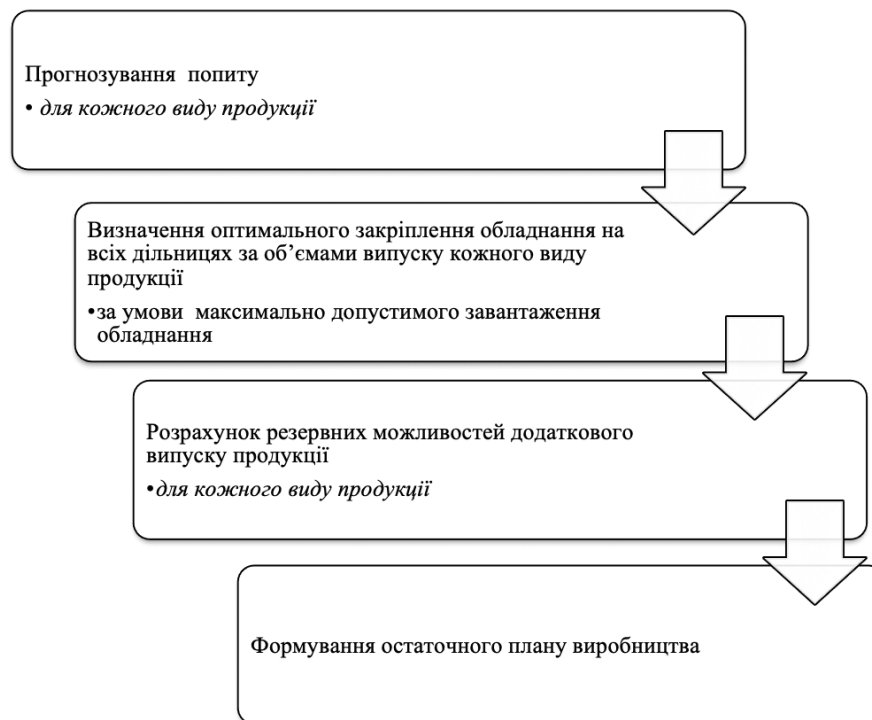 Прогнозування попиту
• для кожного виду продукції
Визначення оптимального закріплення обладнання на
всіх дільницях за об’ємами випуску кожного виду
продукції
•за умови максимально допустимого завантаження
обладнання
Розрахунок резервних можливостей додаткового
випуску продукції
•для кожного виду продукції
Формування остаточного плану виробництва